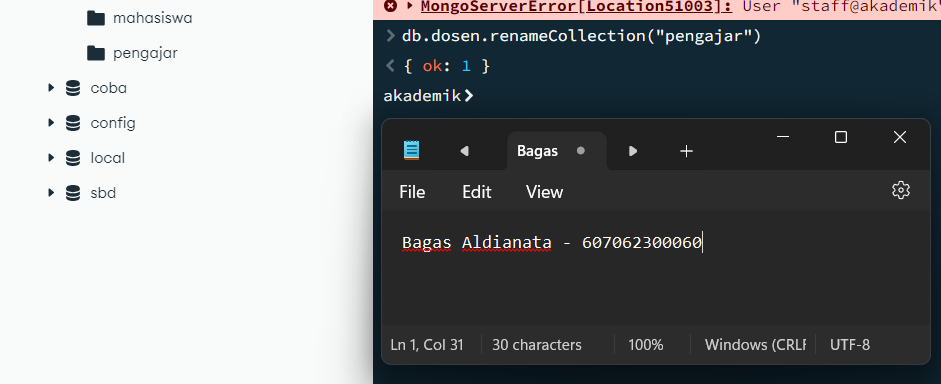 mahasiswa
pengajar
coba
config
local
sbd
MongoServerError[Location51003]: User "staff@akademik"
> db.dosen.renameCollection("pengajar")
< { ok: 1 }
akademik>
Bagas
File Edit View
Bagas Aldianata - 607062300060
Ln 1, Col 31 30 characters 100% Windows (CRLF UTF-8